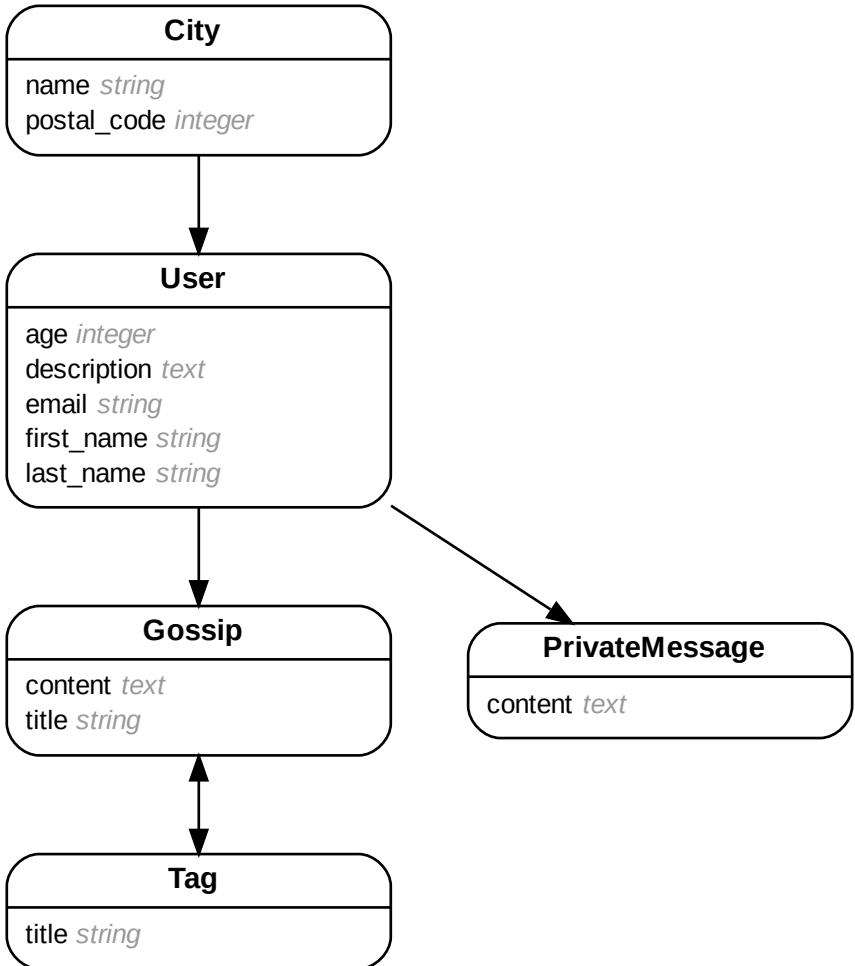 City
name string
postal_code integer
User
age integer
description text
email string
first_name string
last_name string
Gossip
content text
title string
PrivateMessage
content text
Tag
title string